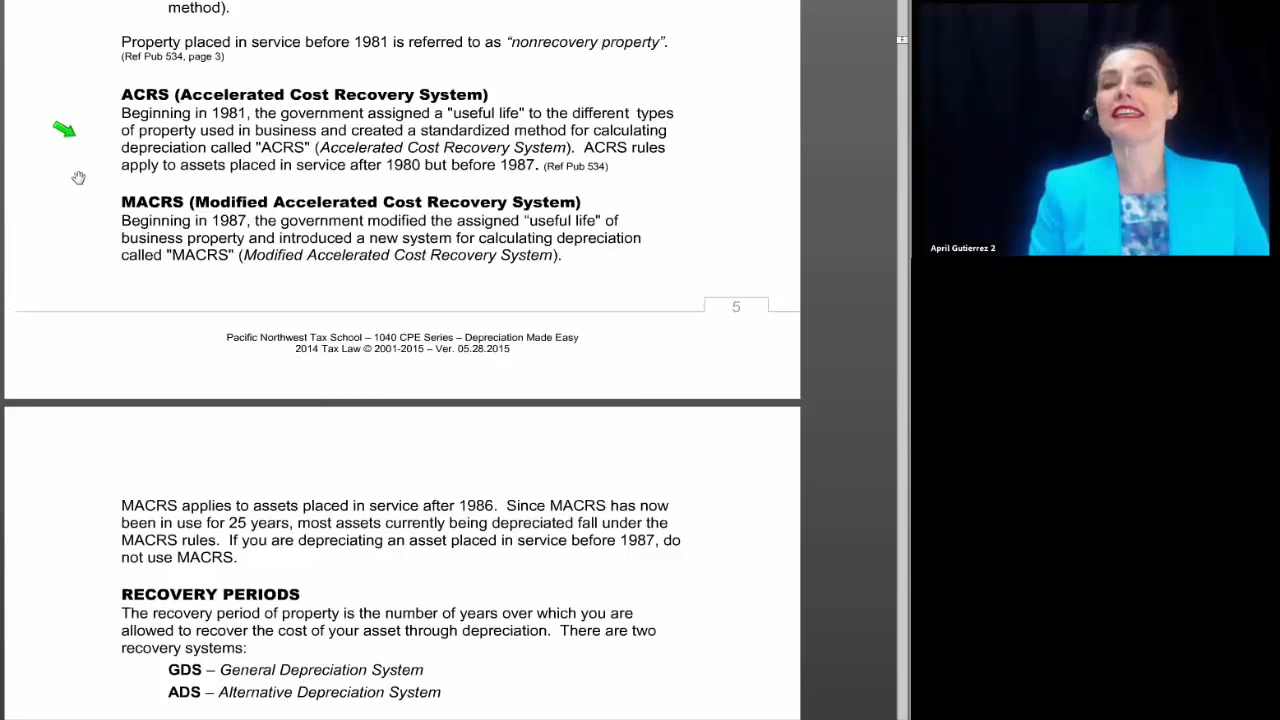 method).
Property placed in service before 1981 is referred to as “nonrecovery property”.
(Ref Pub 534, page 3)
ACRS (Accelerated Cost Recovery System)
Beginning in 1981, the government assigned a "useful life" to the different types
of property used in business and created a standardized method for calculating
depreciation called "ACRS" (Accelerated Cost Recovery System). ACRS rules
apply to assets placed in service after 1980 but before 1987. (Ref Pub 534)
MACRS (Modified Accelerated Cost Recovery System)
Beginning in 1987, the government modified the assigned “useful life" of
business property and introduced a new system for calculating depreciation
called "MACRS" (Modified Accelerated Cost Recovery System).
5
Pacific Northwest Tax School – 1040 CPE Series – Depreciation Made Easy
2014 Tax Law © 2001-2015 – Ver. 05.28.2015
MACRS applies to assets placed in service after 1986. Since MACRS has now
been in use for 25 years, most assets currently being depreciated fall under the
MACRS rules. If you are depreciating an asset placed in service before 1987, do
not use MACRS.
RECOVERY PERIODS
The recovery period of property is the number of years over which you are
allowed to recover the cost of your asset through depreciation. There are two
recovery systems:
GDS – General Depreciation System
ADS – Alternative Depreciation System
April Gutierrez 2